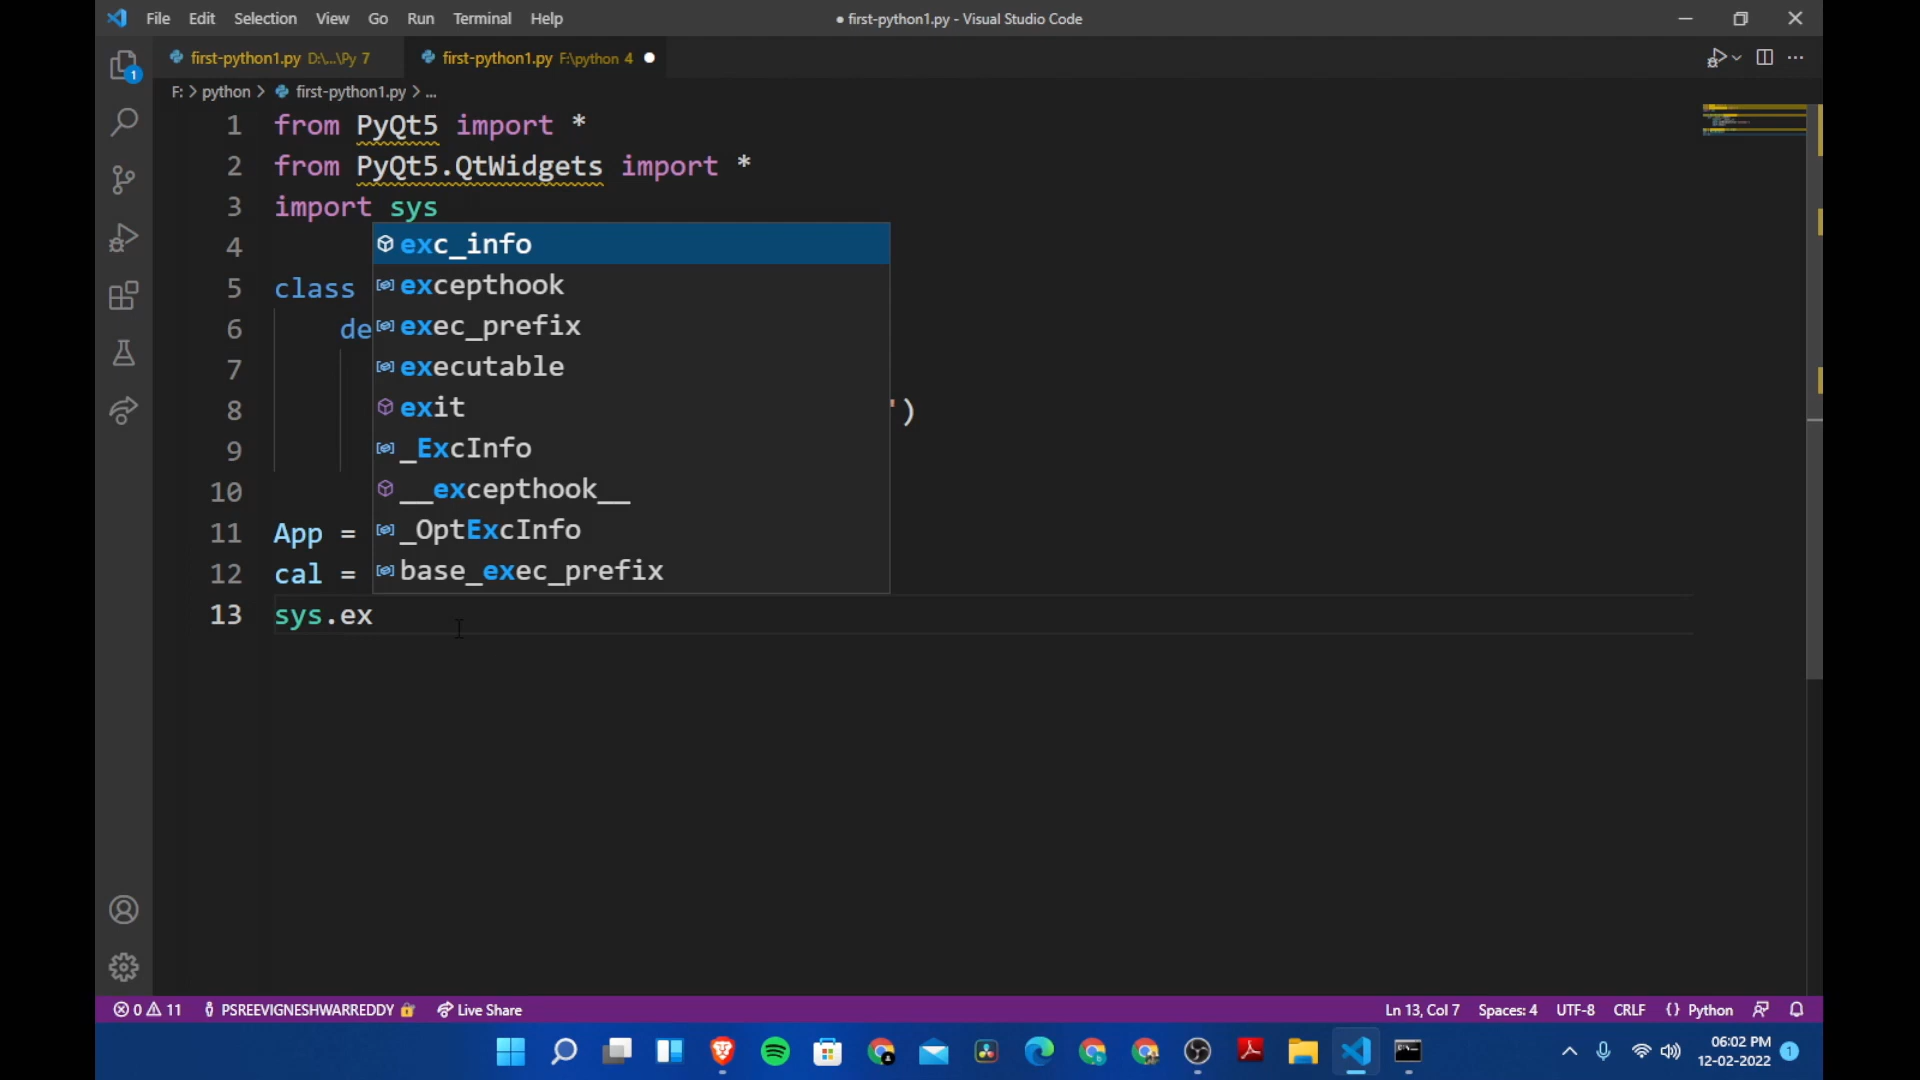 File Edit Selection View Go Run Terminal Help
● first-python1.py - Visual Studio Code
first-python1.py D:\...\Py 7
first-python1.py F:\python 4
F: > python > first-python1.py > ...
1 from PyQt5 import *
2 from PyQt5.QtWidgets import *
3 import sys
4
5 class
6 de
7
8 ')
9
10
11 App =
12 cal =
13 sys.ex
exc_info
excepthook
exec_prefix
executable
exit
_ExcInfo
__excepthook__
_OptExcInfo
base_exec_prefix
1
0 11 PSREEVIGNESHWARREDDY Live Share
Ln 13, Col 7 Spaces: 4 UTF-8 CRLF {} Python
06:02 PM
12-02-2022 1